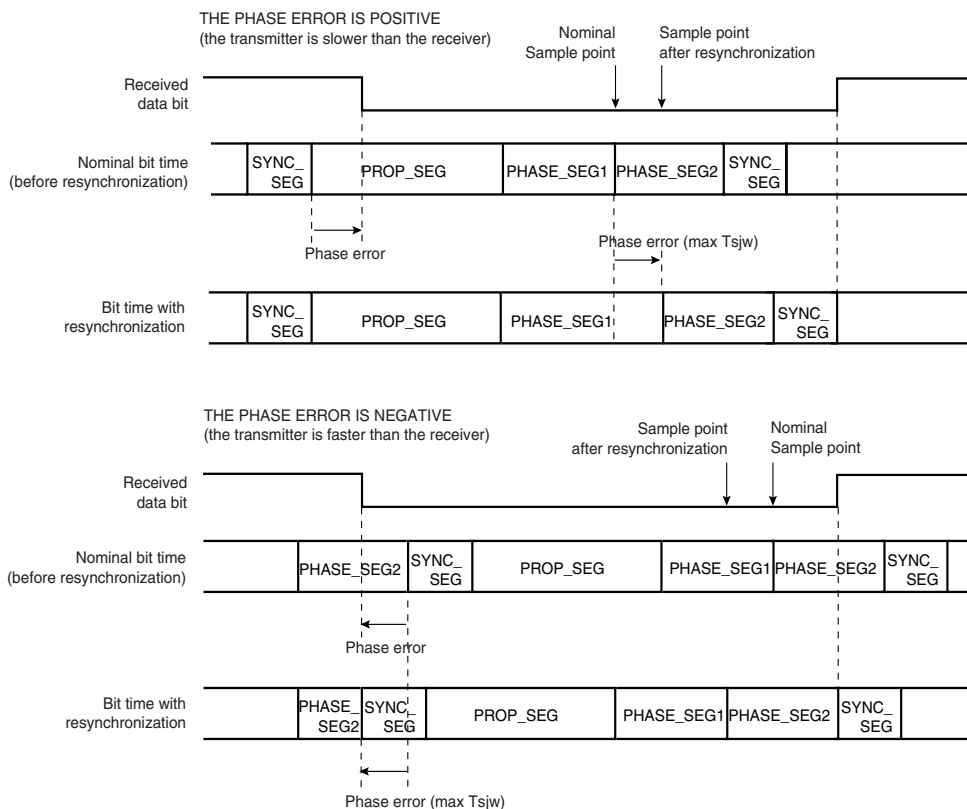 THE PHASE ERROR IS POSITIVE
(the transmitter is slower than the receiver)
Nominal
Sample point
Sample point
after resynchronization
Received
data bit
Nominal bit time
(before resynchronization)
SYNC_
SEG
PROP_SEG
PHASE_SEG1
PHASE_SEG2
SYNC_
SEG
Phase error
Phase error (max Tsjw)
Bit time with
resynchronization
SYNC_
SEG
PROP_SEG
PHASE_SEG1
PHASE_SEG2
SYNC_
SEG
THE PHASE ERROR IS NEGATIVE
(the transmitter is faster than the receiver)
Sample point
after resynchronization
Nominal
Sample point
Received
data bit
Nominal bit time
(before resynchronization)
PHASE_SEG2
SYNC_
SEG
PROP_SEG
PHASE_SEG1
PHASE_SEG2
SYNC_
SEG
Phase error
Bit time with
resynchronization
PHASE_
SEG2
SYNC_
SEG
PROP_SEG
PHASE_SEG1
PHASE_SEG2
SYNC_
SEG
Phase error (max Tsjw)